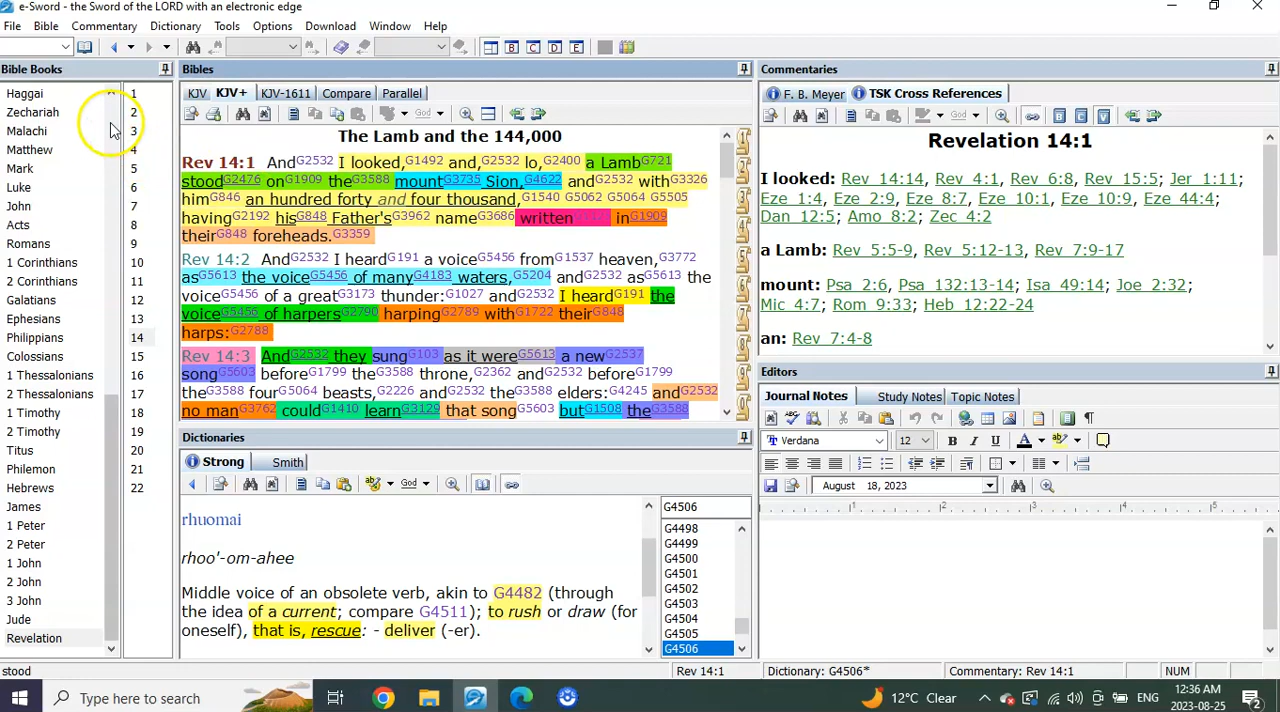 e-Sword - the Sword of the LORD with an electronic edge
File Bible Commentary Dictionary Tools Options Download Window Help
B C D E
Bible Books
Haggai 1
Zechariah 2
Malachi 3
Matthew 4
Mark 5
Luke 6
John 7
Acts 8
Romans 9
1 Corinthians 10
2 Corinthians 11
Galatians 12
Ephesians 13
Philippians 14
Colossians 15
1 Thessalonians 16
2 Thessalonians 17
1 Timothy 18
2 Timothy 19
Titus 20
Philemon 21
Hebrews 22
James
1 Peter
2 Peter
1 John
2 John
3 John
Jude
Revelation
Bibles
KJV KJV+ KJV-1611 Compare Parallel
God
The Lamb and the 144,000
Rev 14:1 And G2532 I looked, G1492 and, G2532 lo, G2400 a Lamb G721
stood G2476 on G1909 the G3588 mount G3735 Sion, G4622 and G2532 with G3326
him G846 an hundred forty and four thousand, G1540 G5062 G5064 G5505
having G2192 his G848 Father's G3962 name G3686 written in G1909
their G848 foreheads. G3359
Rev 14:2 And G2532 I heard G191 a voice G5456 from G1537 heaven, G3772
as G5613 the voice G5456 of many G4183 waters, G5204 and G2532 as G5613 the
voice G5456 of a great G3173 thunder: G1027 and G2532 I heard G191 the
voice G5456 of harpers G2790 harping G2789 with G1722 their G848
harps: G2788
Rev 14:3 And G2532 they sung G103 as it were G5613 a new G2537
song G5603 before G1799 the G3588 throne, G2362 and G2532 before G1799
the G3588 four G5064 beasts, G2226 and G2532 the G3588 elders: G4245 and G2532
no man G3762 could G1410 learn G3129 that song G5603 but G1508 the G3588
Dictionaries
Strong Smith
God
rhuomai
rhoo'-om-ahee
Middle voice of an obsolete verb, akin to G4482 (through
the idea of a current; compare G4511); to rush or draw (for
oneself), that is, rescue: - deliver (-er).
G4506
G4498
G4499
G4500
G4501
G4502
G4503
G4504
G4505
G4506
Commentaries
F. B. Meyer TSK Cross References
God B C V
Revelation 14:1
I looked: Rev 14:14, Rev 4:1, Rev 6:8, Rev 15:5; Jer 1:11;
Eze 1:4, Eze 2:9, Eze 8:7, Eze 10:1, Eze 10:9, Eze 44:4;
Dan 12:5; Amo 8:2; Zec 4:2
a Lamb: Rev 5:5-9, Rev 5:12-13, Rev 7:9-17
mount: Psa 2:6, Psa 132:13-14; Isa 49:14; Joe 2:32;
Mic 4:7; Rom 9:33; Heb 12:22-24
an: Rev 7:4-8
Editors
Journal Notes Study Notes Topic Notes
Verdana 12 B I U A ab
August 18, 2023
1 2 3 4 5
stood Rev 14:1 Dictionary: G4506* Commentary: Rev 14:1 NUM
Type here to search 12°C Clear ENG 12:36 AM
2023-08-25 2